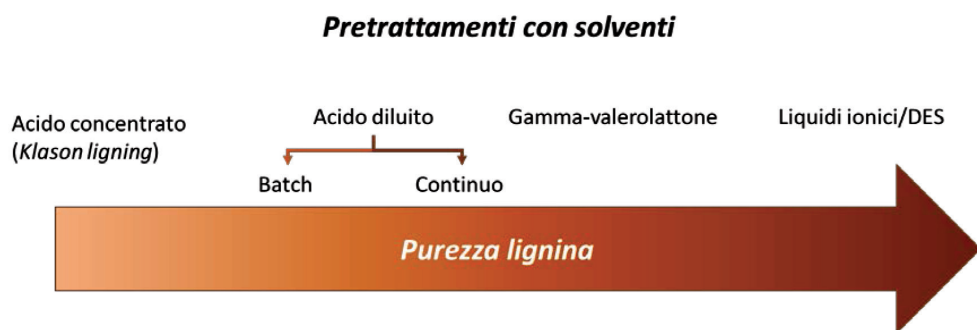 Pretrattamenti con solventi
Acido concentrato
(Klason ligning)
Acido diluito
Gamma-valerolattone
Liquidi ionici/DES
Batch
Continuo
Purezza lignina